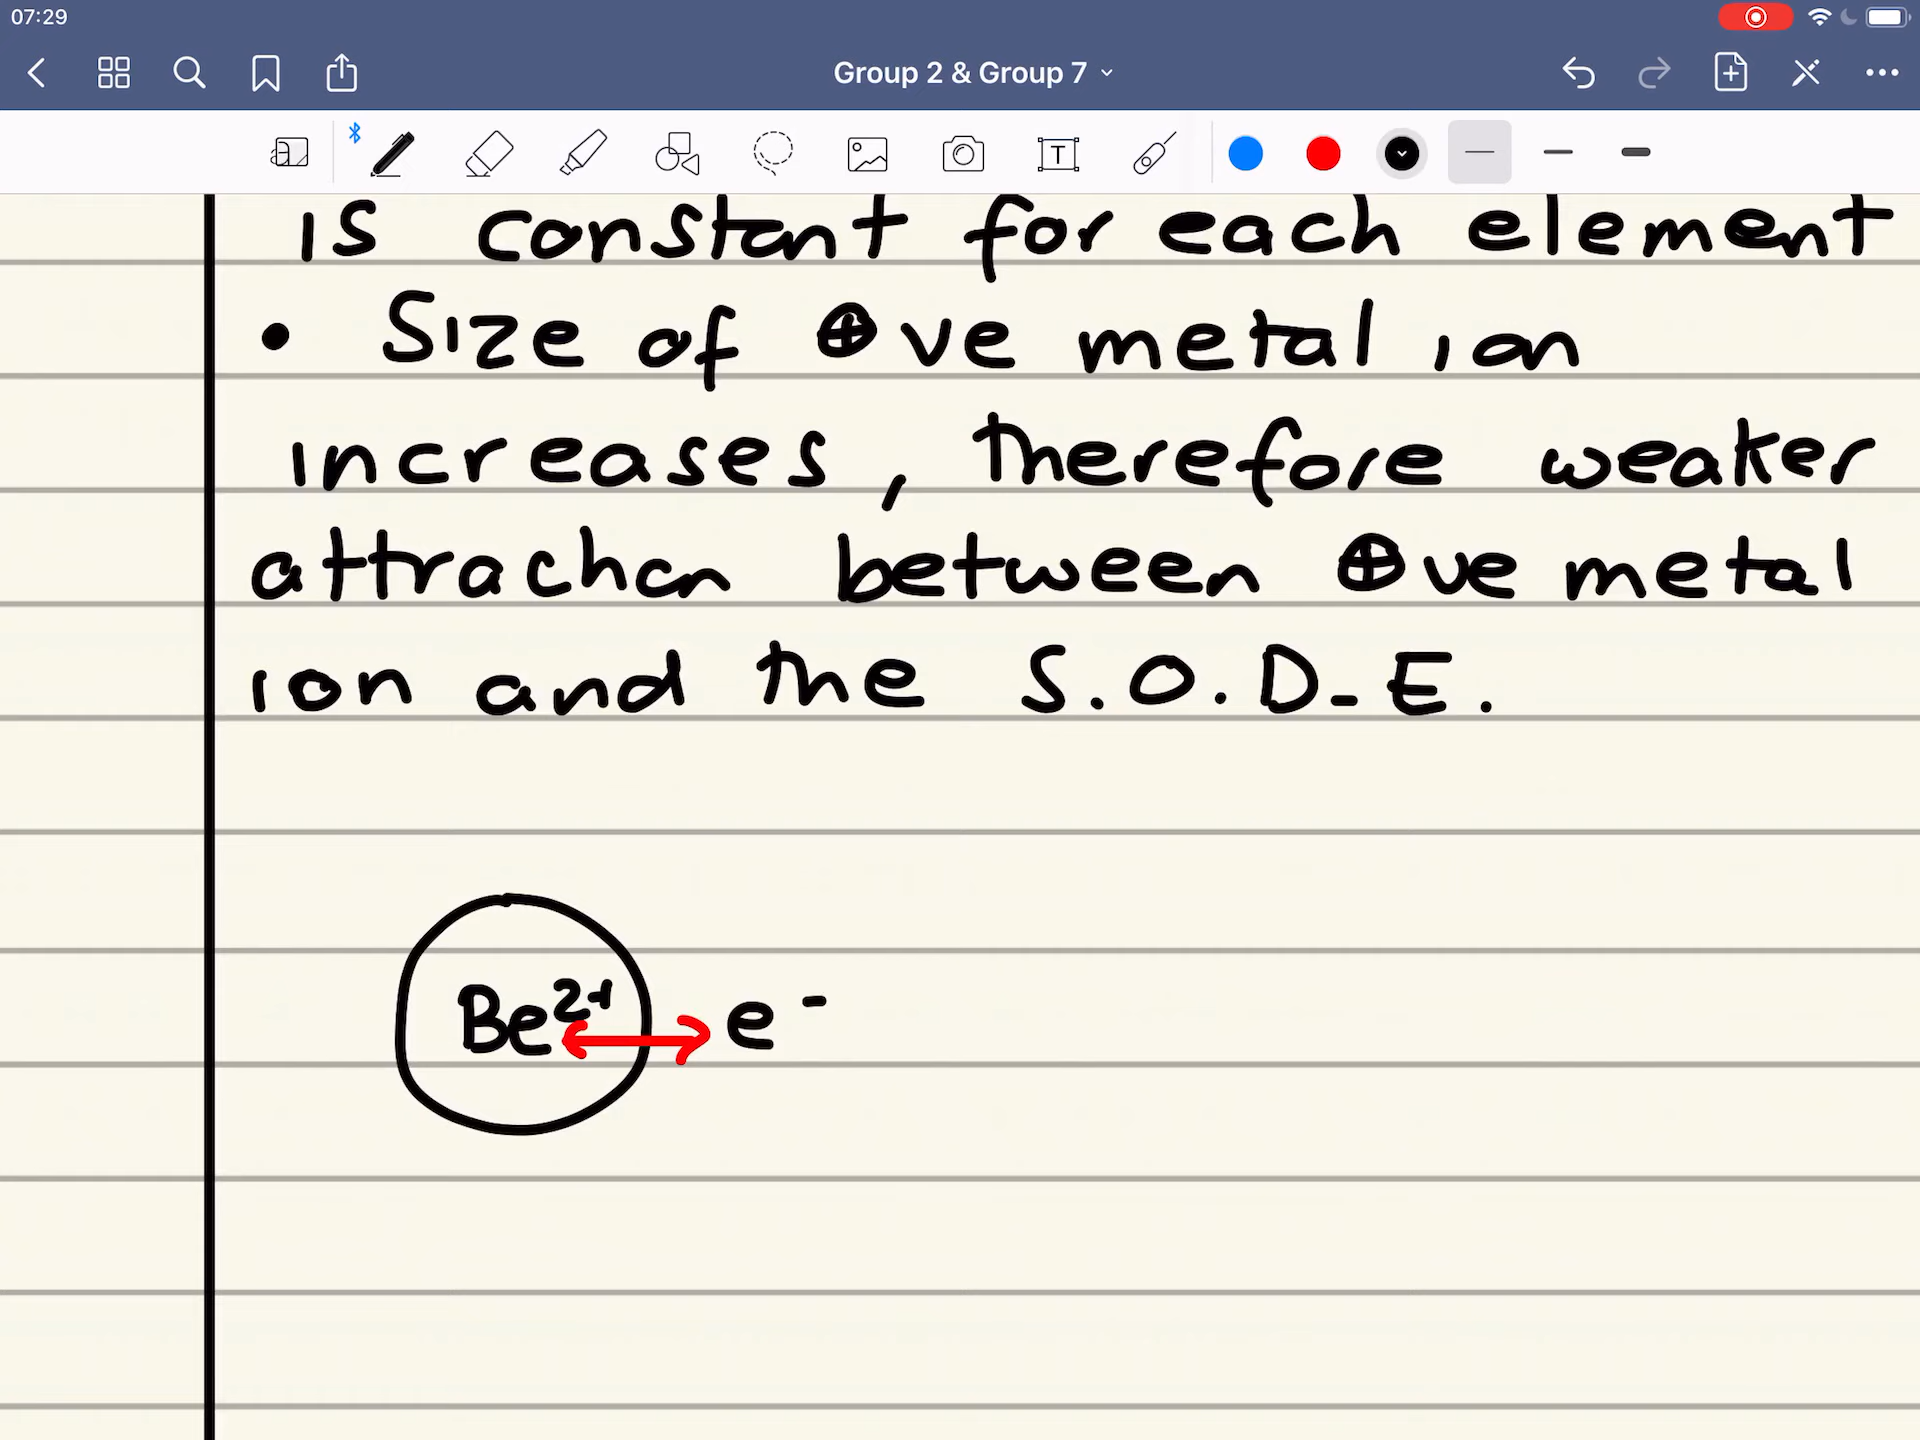 07:29
Group 2 & Group 7
is constant for each element
• Size of ⊕ve metal ion
increases, therefore weaker
attraction between ⊕ve metal
ion and the S.O.D-E.
Be²⁺ ↔ e⁻